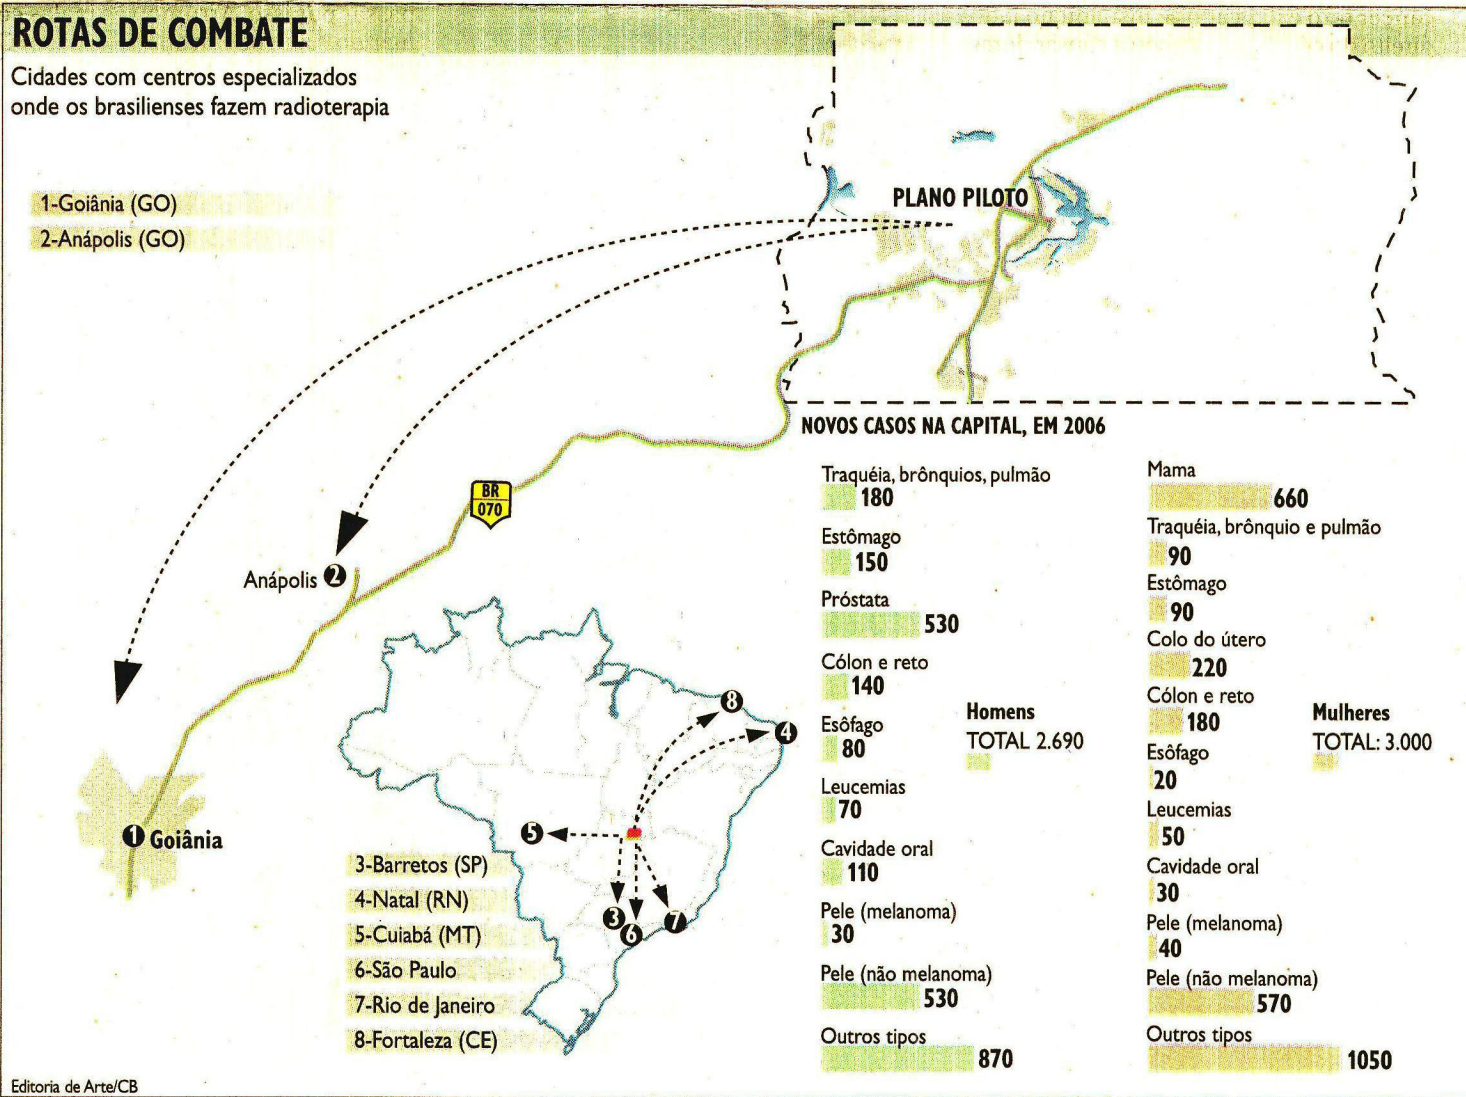 ROTAS DE COMBATE
Cidades com centros especializados
onde os brasilienses fazem radioterapia
1-Goiânia (GO)
2-Anápolis (GO)
PLANO PILOTO
BR
070
Anápolis 2
1 Goiânia
8
4
5
3
6
7
3-Barretos (SP)
4-Natal (RN)
5-Cuiabá (MT)
6-São Paulo
7-Rio de Janeiro
8-Fortaleza (CE)
NOVOS CASOS NA CAPITAL, EM 2006
Traquéia, brônquios, pulmão
180
Estômago
150
Próstata
530
Cólon e reto
140
Esôfago
80
Leucemias
70
Cavidade oral
110
Pele (melanoma)
30
Pele (não melanoma)
530
Outros tipos
870
Homens
TOTAL 2.690
Mama
660
Traquéia, brônquio e pulmão
90
Estômago
90
Colo do útero
220
Cólon e reto
180
Esôfago
20
Leucemias
50
Cavidade oral
30
Pele (melanoma)
40
Pele (não melanoma)
570
Outros tipos
1050
Mulheres
TOTAL: 3.000
Editoria de Arte/CB